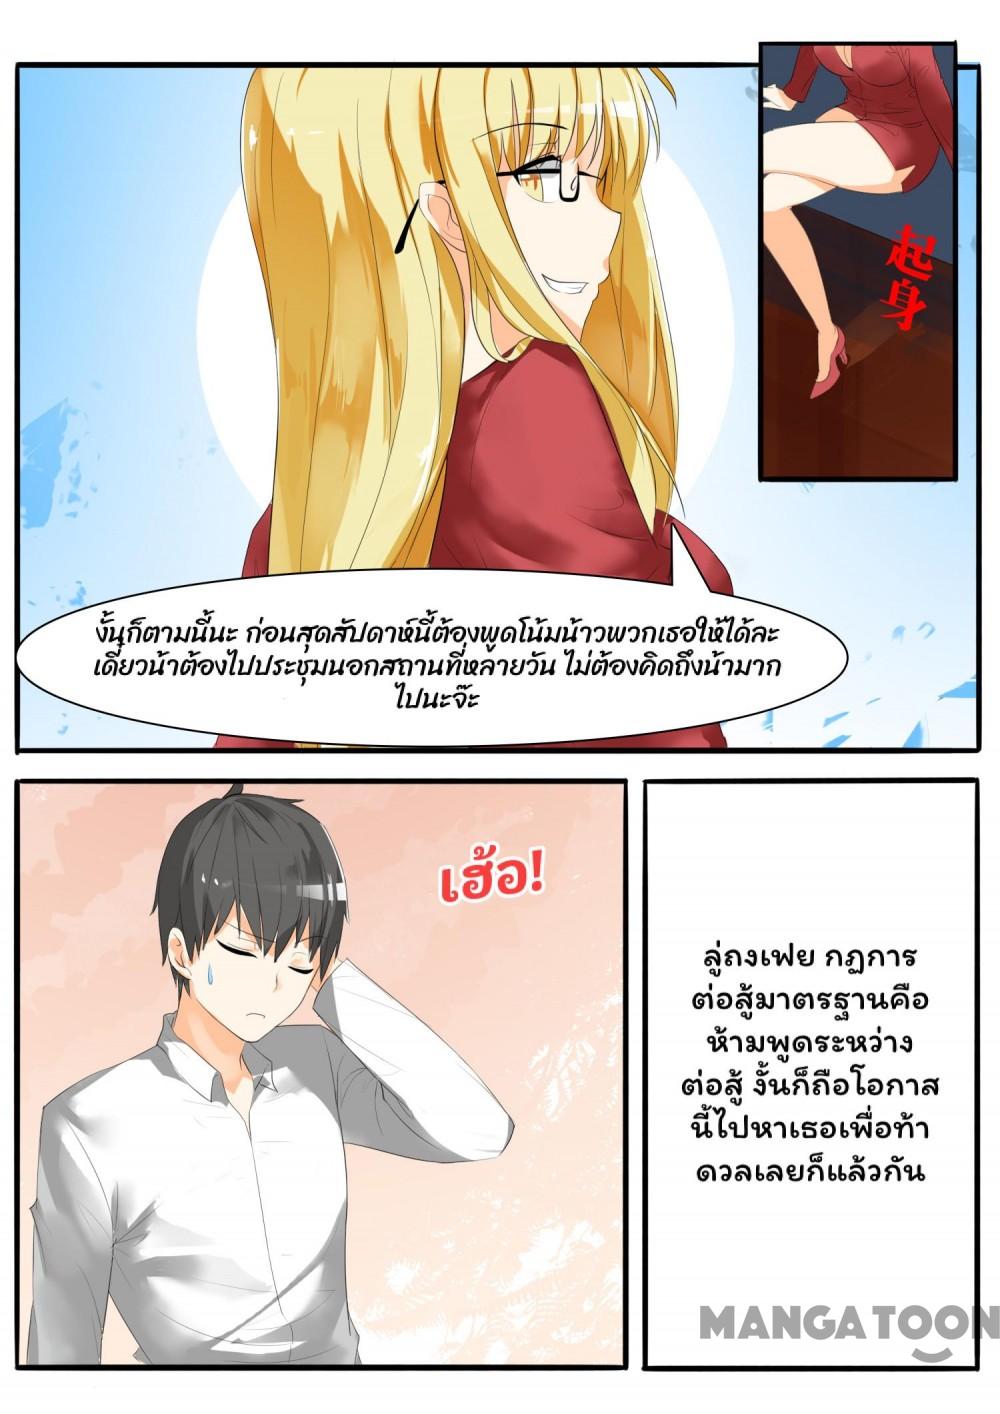 起身
งั้นก็ตามนี้นะ ก่อนสุดสัปดาห์นี้ต้องพูดโน้มน้าวพวกเธอให้ได้ละ
เดี๋ยวน้าต้องไปประชุมนอกสถานที่หลายวัน ไม่ต้องคิดถึงน้ามาก
ไปนะจ๊ะ
เฮ้อ!
ลู่ถงเฟย กฏการ
ต่อสู้มาตรฐานคือ
ห้ามพูดระหว่าง
ต่อสู้ งั้นก็ถือโอกาส
นี้ไปหาเธอเพื่อท้า
ดวลเลยก็แล้วกัน
MANGATOON